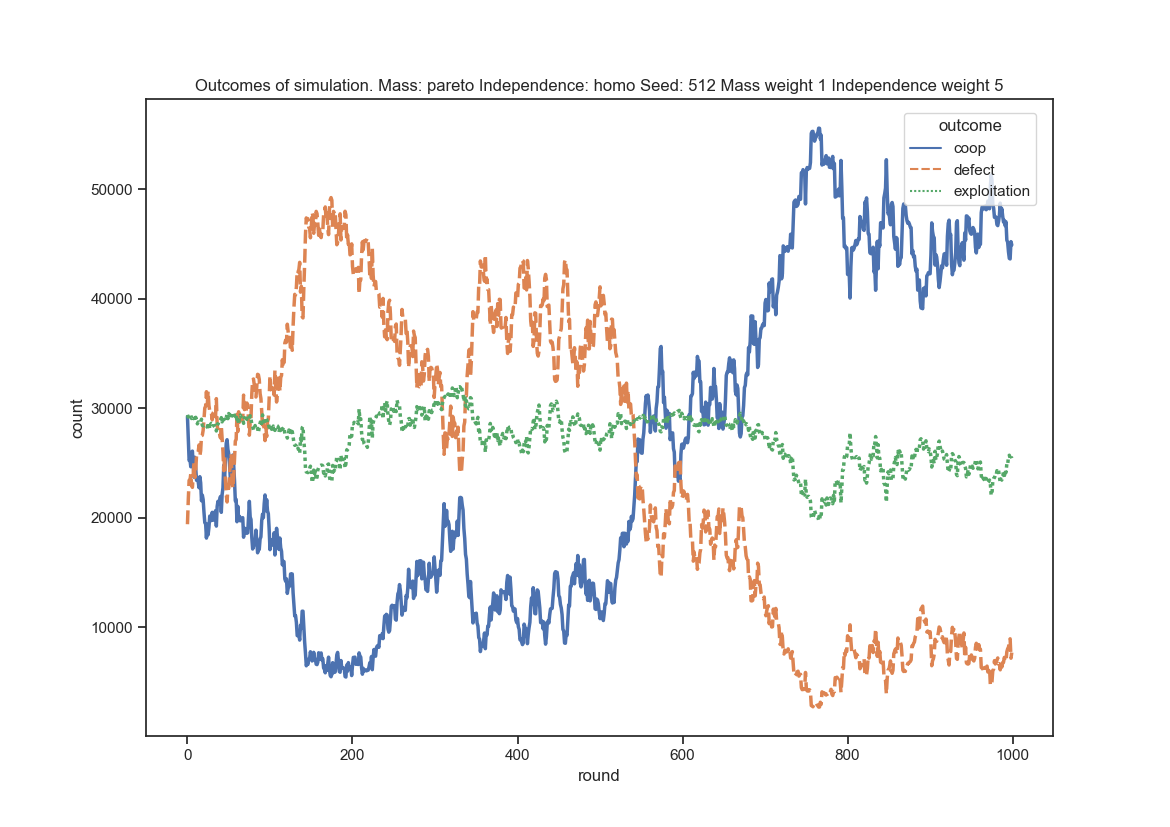 Outcomes of simulation. Mass: pareto Independence: homo Seed: 512 Mass weight 1 Independence weight 5
outcome
coop
defect
exploitation
50000
40000
30000
20000
10000
count
0 200 400 600 800 1000
round